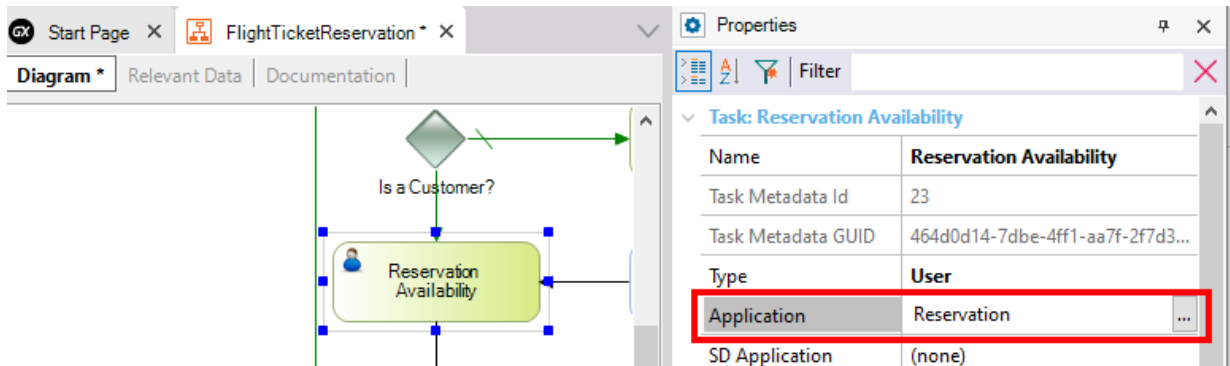 GX Start Page FlightTicketReservation *
Diagram * Relevant Data Documentation
Is a Customer?
Reservation
Availability
Properties
A
Z
Filter
Task: Reservation Availability
Name Reservation Availability
Task Metadata Id 23
Task Metadata GUID 464d0d14-7dbe-4ff1-aa7f-2f7d3...
Type User
Application Reservation ...
SD Application (none)